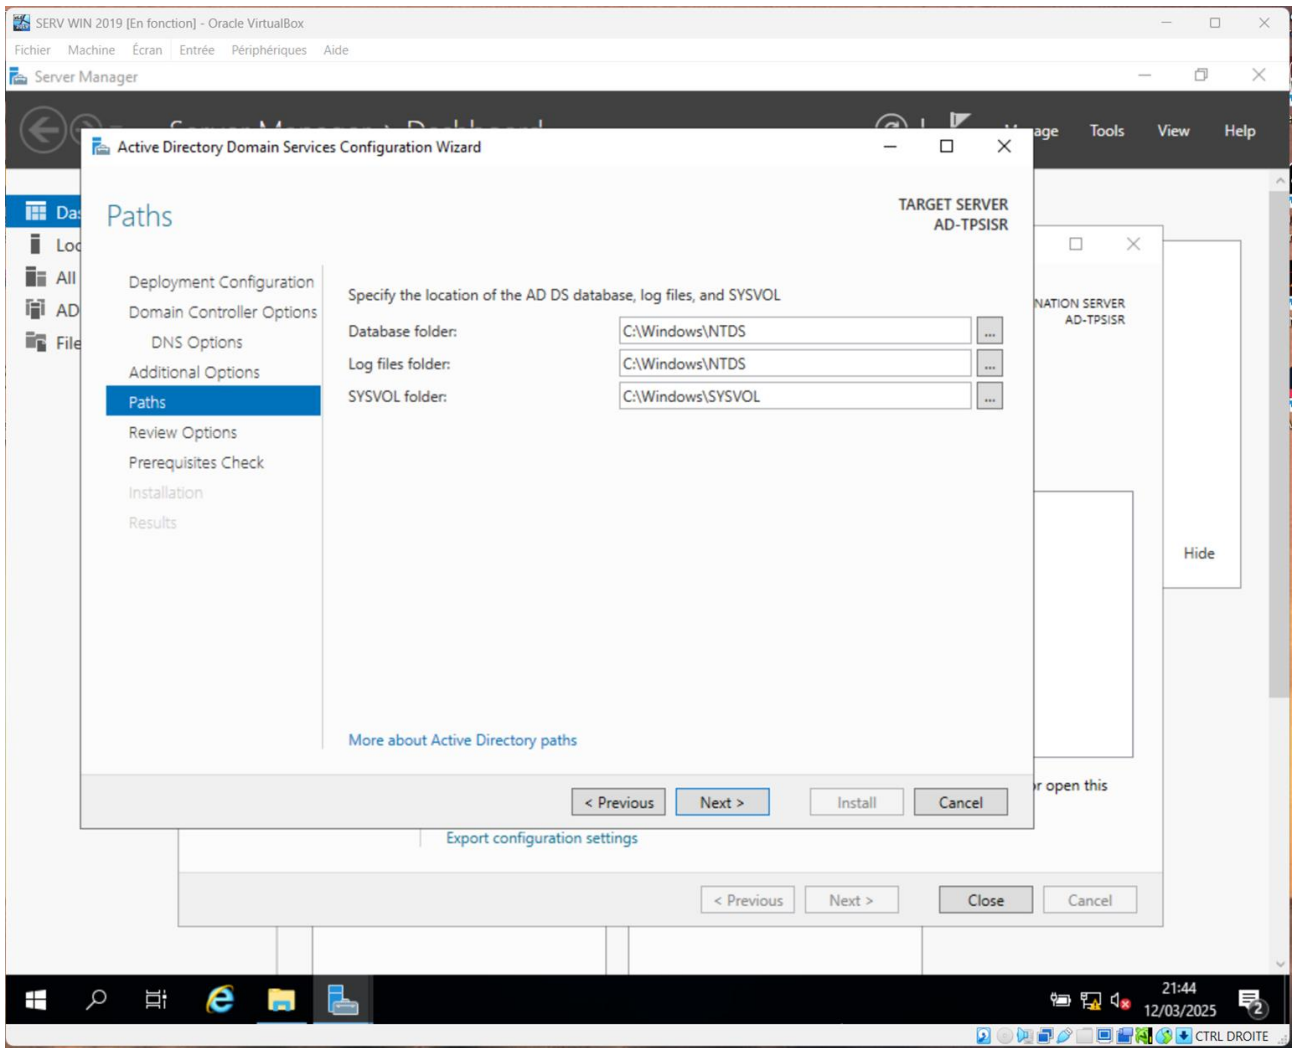 SERV WIN 2019 [En fonction] - Oracle VirtualBox
Fichier Machine Écran Entrée Périphériques Aide
Server Manager
Tools View Help
Active Directory Domain Services Configuration Wizard
Paths
TARGET SERVER
AD-TPSISR
Deployment Configuration
Domain Controller Options
DNS Options
Additional Options
Paths
Review Options
Prerequisites Check
Installation
Results
Specify the location of the AD DS database, log files, and SYSVOL
Database folder:
C:\Windows\NTDS
...
Log files folder:
C:\Windows\NTDS
...
SYSVOL folder:
C:\Windows\SYSVOL
...
More about Active Directory paths
< Previous
Next >
Install
Cancel
All
AD
File
SERVER
AD-TPSISR
Hide
open this
Export configuration settings
< Previous
Next >
Close
Cancel
21:44
12/03/2025
2
CTRL DROITE